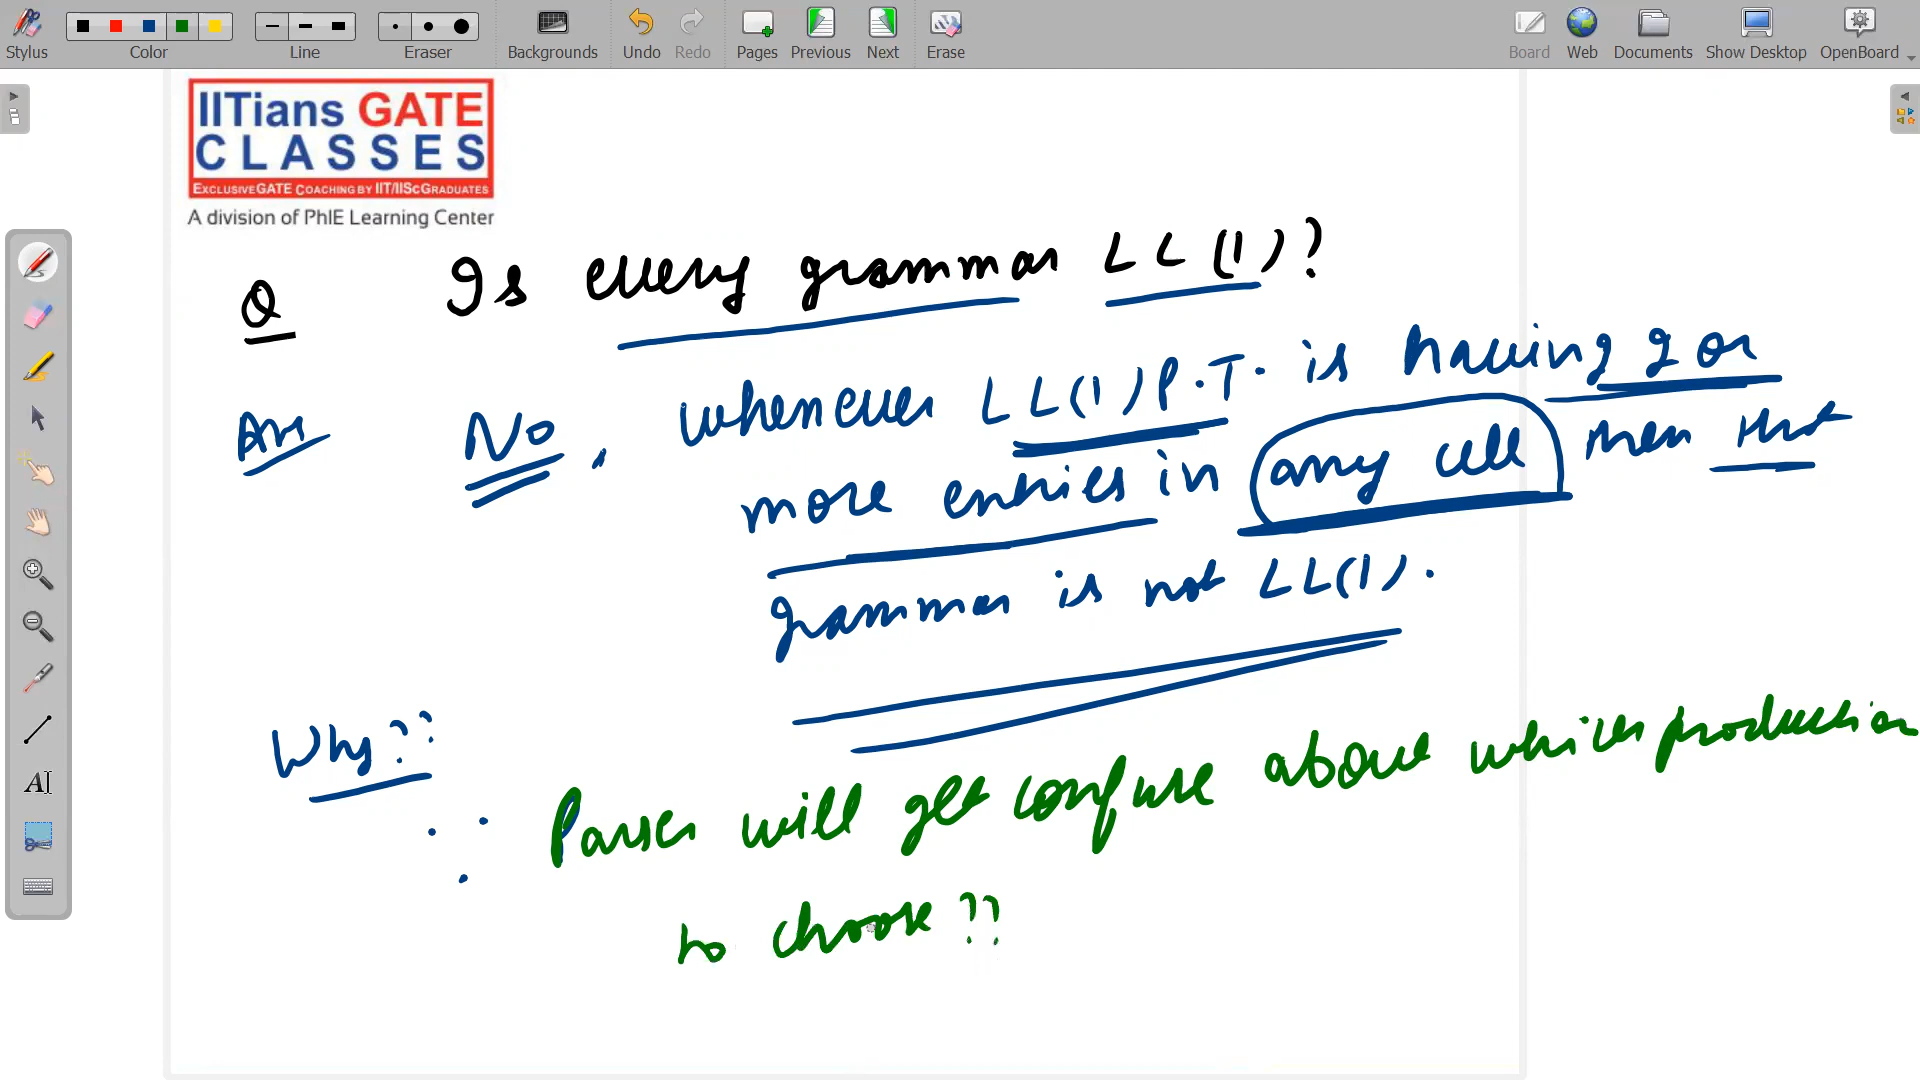 Stylus
Color
Line
Eraser
Backgrounds
Undo
Redo
Pages
Previous
Next
Erase
Board
Web
Documents
Show Desktop
OpenBoard
IITians GATE
CLASSES
EXCLUSIVE GATE COACHING BY IIT/IISc GRADUATES
A division of PhIE Learning Center
Q Is every grammar LL(1)?
Ans No, whenever LL(1) P.T. is having 2 or
more entries in any cell then that
grammar is not LL(1).
Why??
∵ Parser will get confuse about which production
to choose??